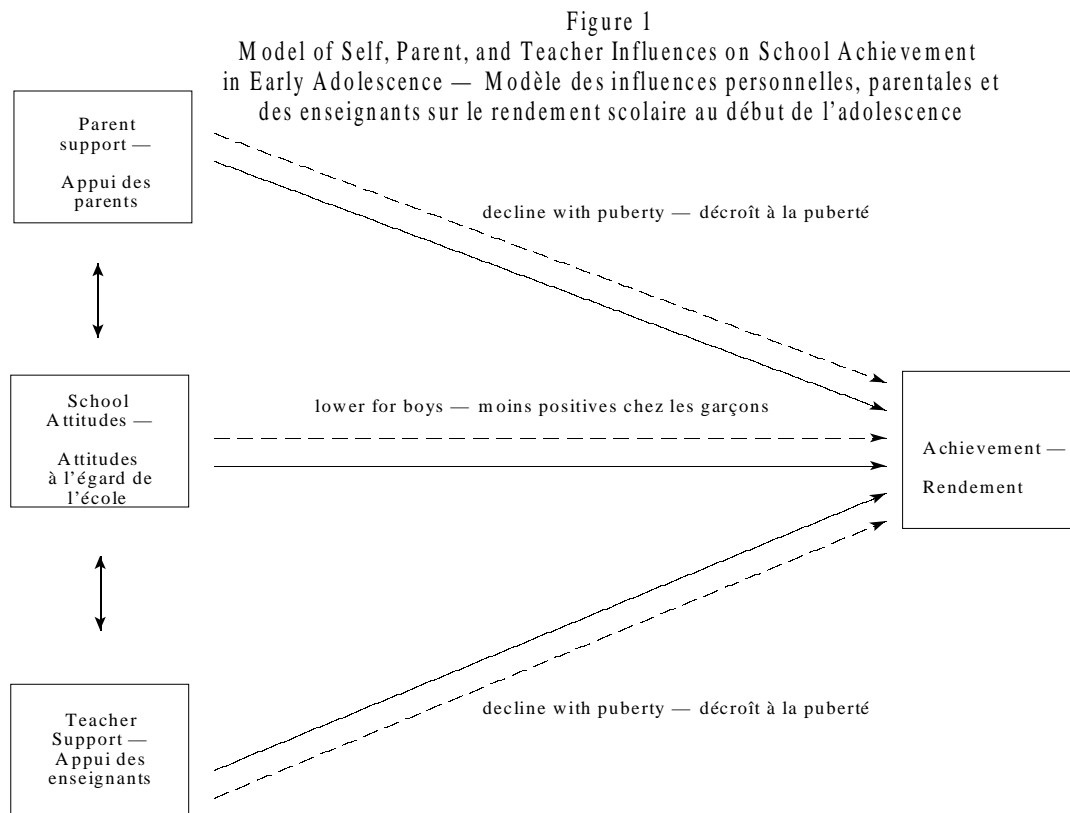 Figure 1
Model of Self, Parent, and Teacher Influences on School Achievement
in Early Adolescence — Modèle des influences personnelles, parentales et
des enseignants sur le rendement scolaire au début de l'adolescence
Parent
support —
Appui des
parents
decline with puberty — décroît à la puberté
School
Attitudes —
Attitudes
à l'égard de
l'école
lower for boys — moins positives chez les garçons
Achievement —
Rendement
Teacher
Support —
Appui des
enseignants
decline with puberty — décroît à la puberté